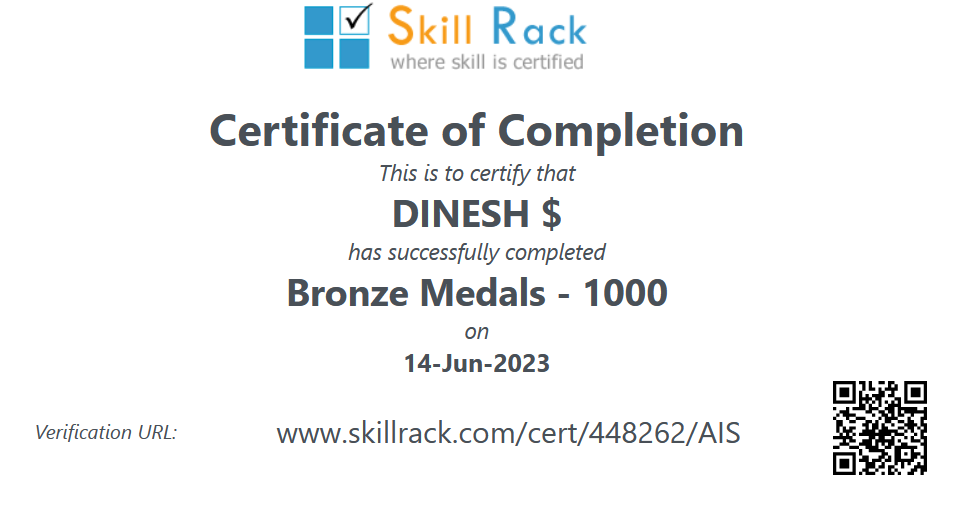 Skill Rack
where skill is certified
Certificate of Completion
This is to certify that
DINESH $
has successfully completed
Bronze Medals - 1000
on
14-Jun-2023
Verification URL: www.skillrack.com/cert/448262/AIS